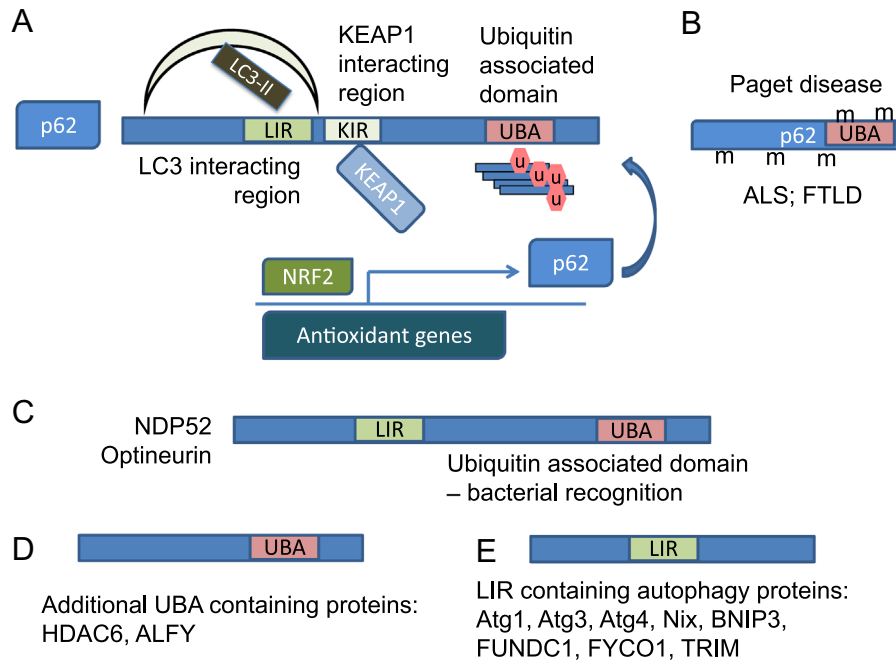 A
p62
LC3-II
KEAP1
interacting
region
Ubiquitin
associated
domain
LIR
KIR
UBA
LC3 interacting
region
KEAP1
u
u
u
u
NRF2
p62
Antioxidant genes
B
Paget disease
m m
p62 UBA
m m m
ALS; FTLD
C
NDP52
Optineurin
LIR
UBA
Ubiquitin associated domain
– bacterial recognition
D
UBA
Additional UBA containing proteins:
HDAC6, ALFY
E
LIR
LIR containing autophagy proteins:
Atg1, Atg3, Atg4, Nix, BNIP3,
FUNDC1, FYCO1, TRIM